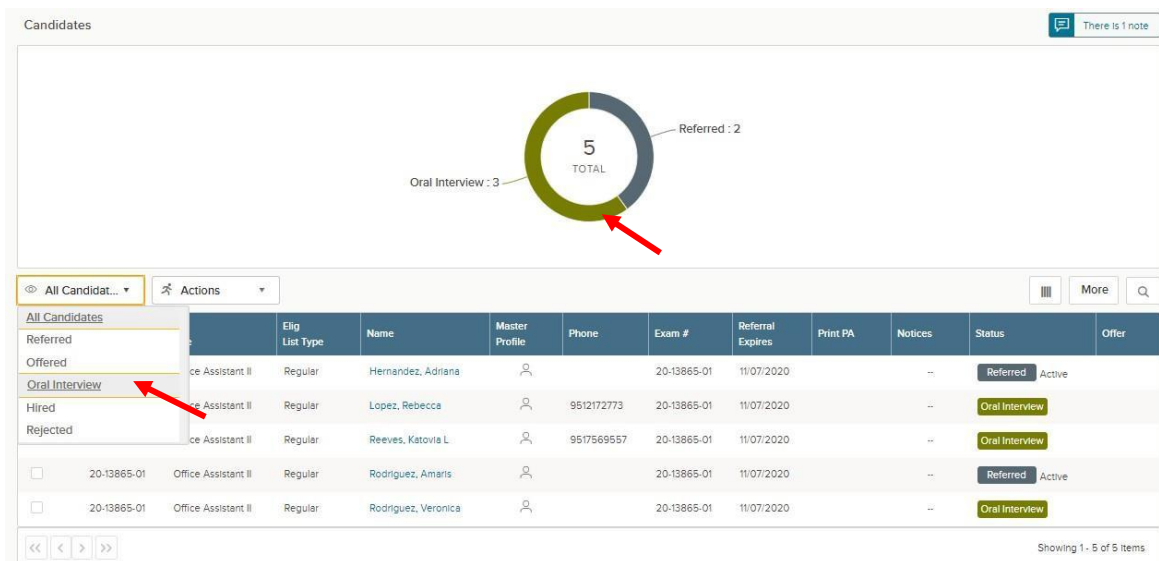 Candidates
There is 1 note
Referred : 2
5
TOTAL
Oral Interview : 3
All Candidat...
Actions
More
All Candidates
Referred
Offered
Oral Interview
Hired
Rejected
Elig List Type Name Master Profile Phone Exam # Referral Expires Print PA Notices Status Offer
ce Assistant II Regular Hernandez, Adriana 20-13865-01 11/07/2020 -- Referred Active
ce Assistant II Regular Lopez, Rebecca 9512172773 20-13865-01 11/07/2020 -- Oral Interview
ce Assistant II Regular Reeves, Katovia L 9517569557 20-13865-01 11/07/2020 -- Oral Interview
20-13865-01 Office Assistant II Regular Rodriguez, Amaris 20-13865-01 11/07/2020 -- Referred Active
20-13865-01 Office Assistant II Regular Rodriguez, Veronica 20-13865-01 11/07/2020 -- Oral Interview
Showing 1 - 5 of 5 items